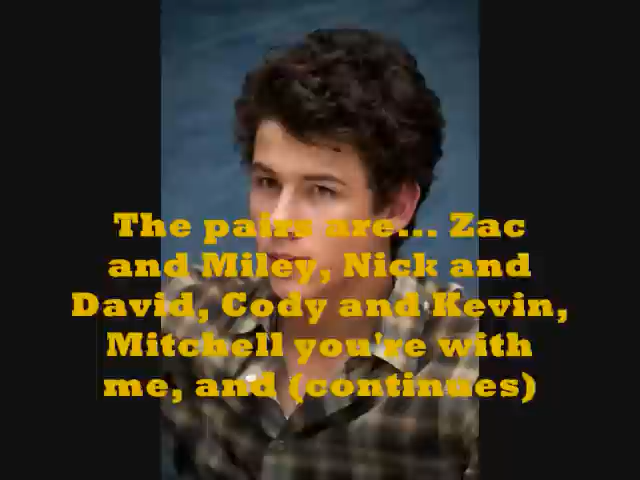 The pairs are... Zac
and Miley, Nick and
David, Cody and Kevin,
Mitchell you're with
me, and (continues)